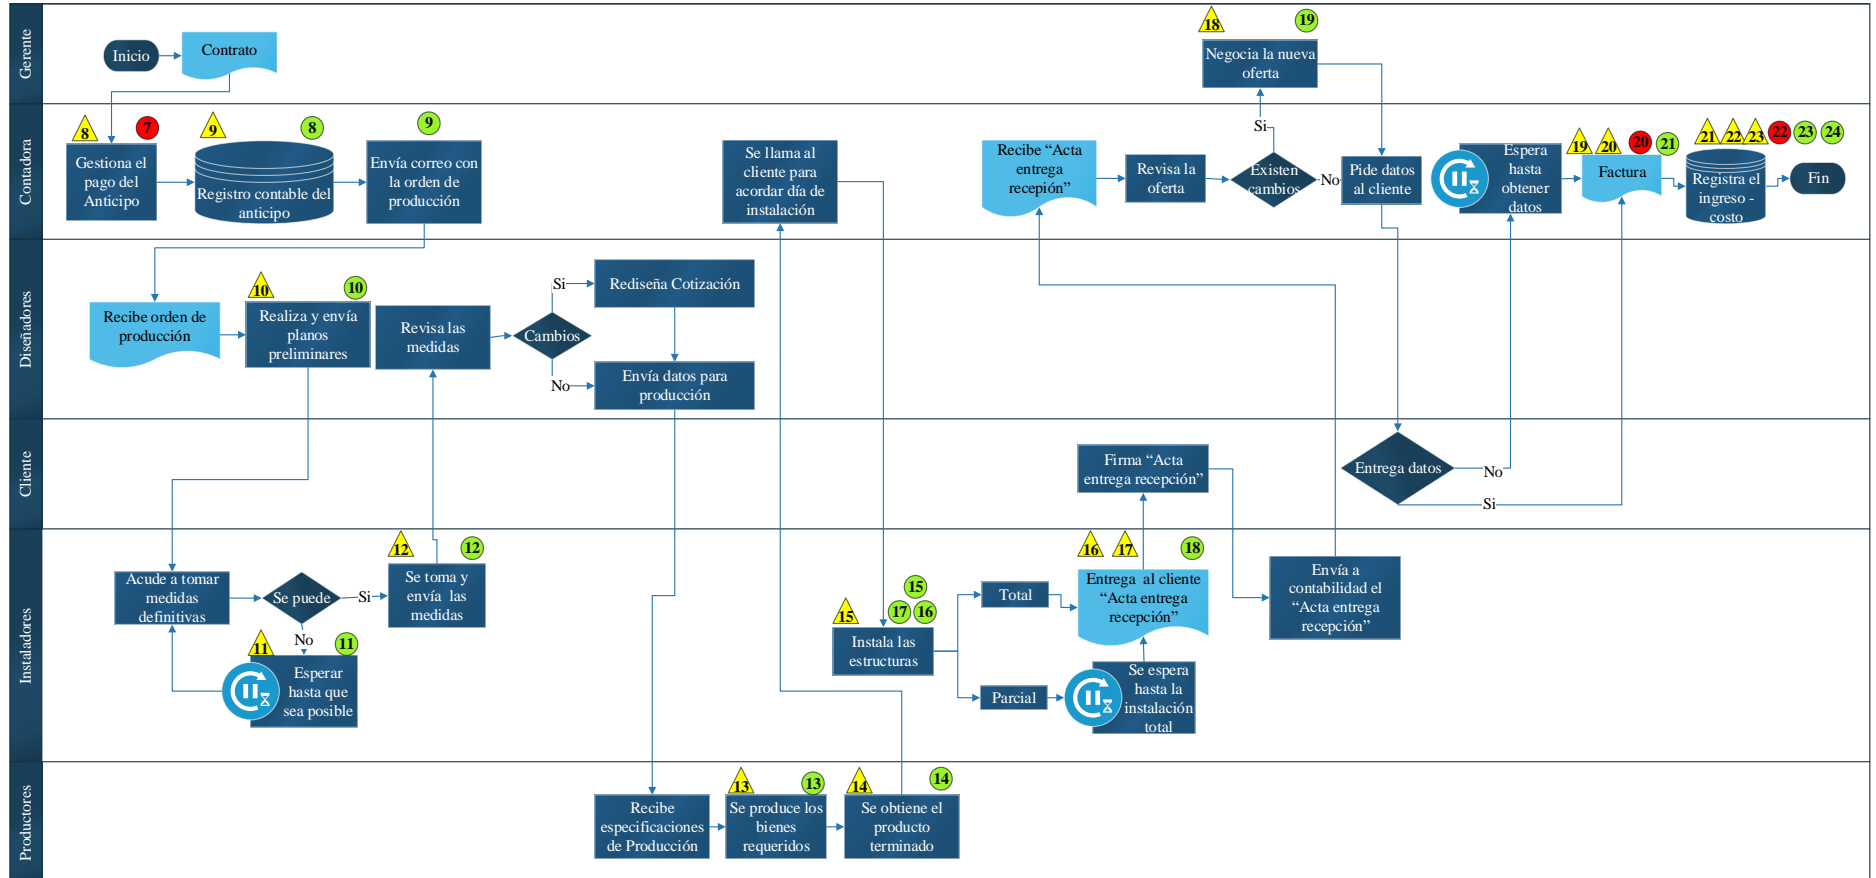 Gerente
Inicio
Contrato
18
19
Negocia la nueva
oferta
Contadora
8
7
Gestiona el
pago del
Anticipo
9
8
Registro contable del
anticipo
9
Envía correo con
la orden de
producción
Se llama al
cliente para
acordar día de
instalación
Recibe “Acta
entrega
recepión”
Revisa la
oferta
Si
Existen
cambios
No
Pide datos
al cliente
Espera
hasta
obtener
datos
19
20
20
21
Factura
21
22
23
22
23
24
Registra el
ingreso -
costo
Fin
Diseñadores
Recibe orden de
producción
10
10
Realiza y envía
planos
preliminares
Revisa las
medidas
Cambios
Si
No
Rediseña Cotización
Envía datos para
producción
Cliente
Firma “Acta
entrega recepción”
Entrega datos
No
Si
Instaladores
Acude a tomar
medidas
definitivas
Se puede
Si
No
12
12
Se toma y
envía las
medidas
11
11
Esperar
hasta que
sea posible
15
15
17
16
Instala las
estructuras
Total
Parcial
16
17
18
Entrega al cliente
“Acta entrega
recepción”
Se espera
hasta la
instalación
total
Envía a
contabilidad el
“Acta entrega
recepción”
Productores
Recibe
especificaciones
de Producción
13
13
Se produce los
bienes
requeridos
14
14
Se obtiene el
producto
terminado